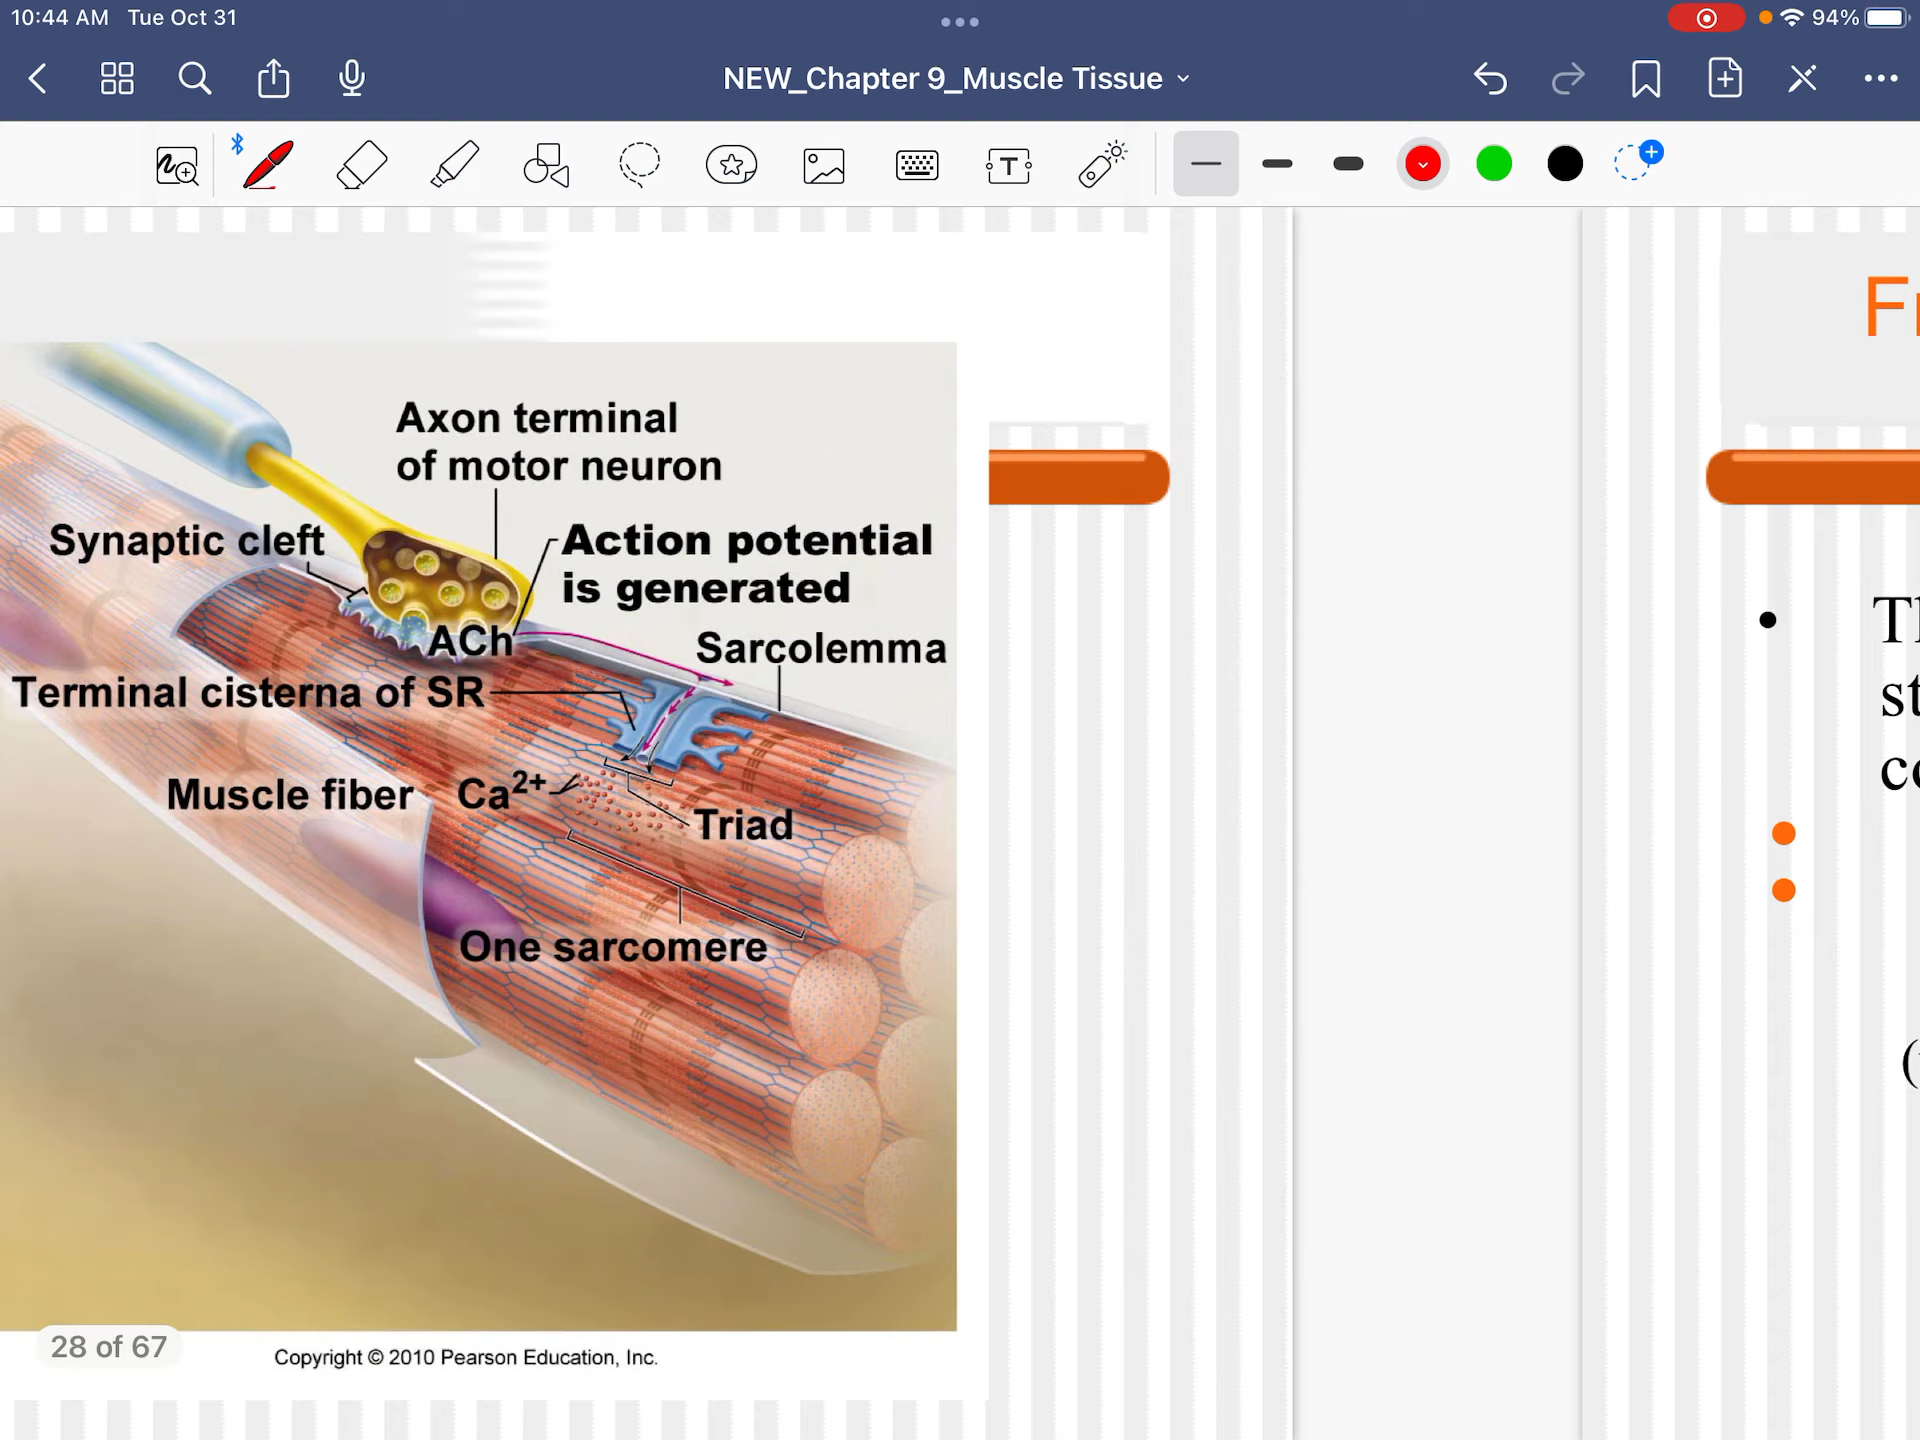 10:44 AM Tue Oct 31
94%
NEW_Chapter 9_Muscle Tissue
T
Axon terminal
of motor neuron
Synaptic cleft
Action potential
is generated
ACh
Sarcolemma
Terminal cisterna of SR
Muscle fiber
Ca2+
Triad
One sarcomere
28 of 67
Copyright © 2010 Pearson Education, Inc.